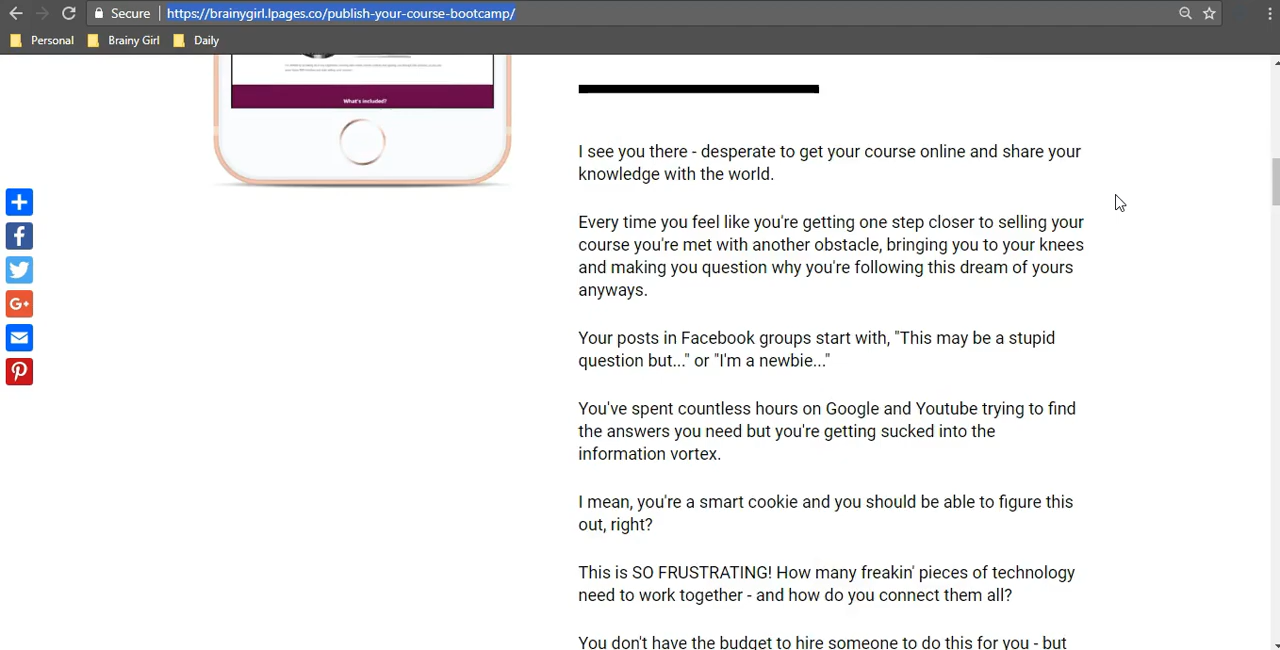 Secure
https://brainygirl.lpages.co/publish-your-course-bootcamp/
Personal
Brainy Girl
Daily
What's included?
I see you there - desperate to get your course online and share your
knowledge with the world.
Every time you feel like you're getting one step closer to selling your
course you're met with another obstacle, bringing you to your knees
and making you question why you're following this dream of yours
anyways.
Your posts in Facebook groups start with, "This may be a stupid
question but..." or "I'm a newbie..."
You've spent countless hours on Google and Youtube trying to find
the answers you need but you're getting sucked into the
information vortex.
I mean, you're a smart cookie and you should be able to figure this
out, right?
This is SO FRUSTRATING! How many freakin' pieces of technology
need to work together - and how do you connect them all?
You don't have the budget to hire someone to do this for you - but